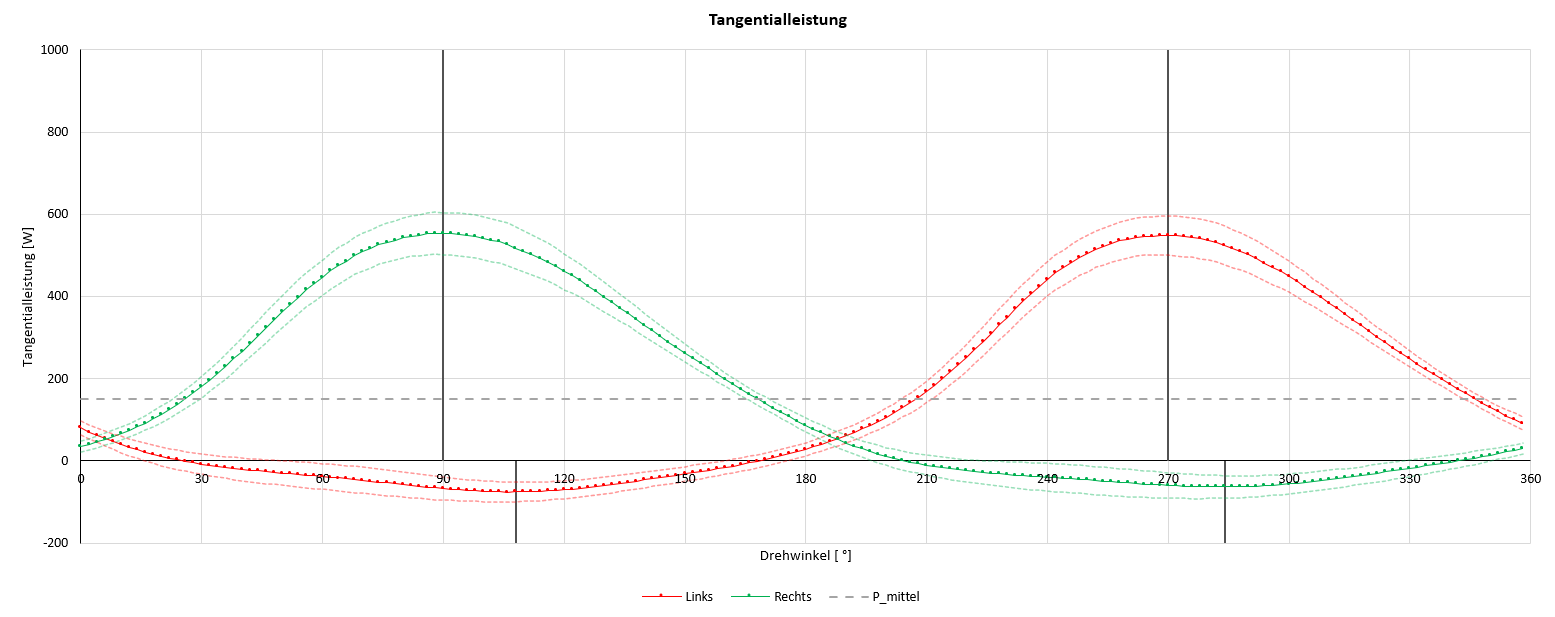 Tangentialleistung
1000
800
600
400
200
0
-200
Tangentialleistung [W]
0 30 60 90 120 150 180 210 240 270 300 330 360
Drehwinkel [ °]
Links Rechts P_mittel